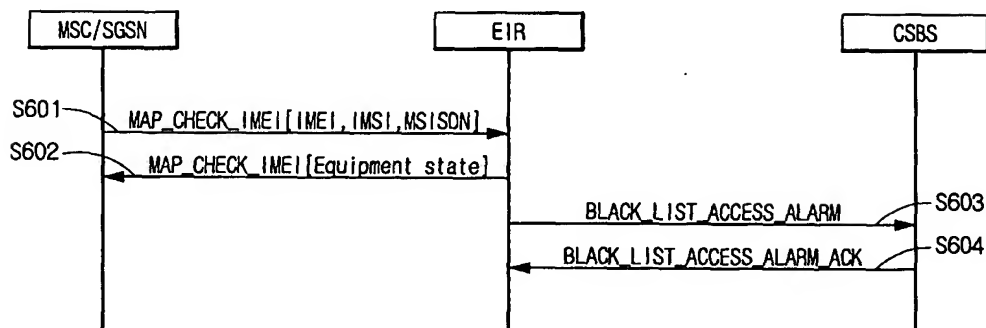 MSC/SGSN
EIR
CSBS
S601
MAP_CHECK_IMEI[IMEI,IMSI,MSISDN]
S602
MAP_CHECK_IMEI[Equipment state]
BLACK_LIST_ACCESS_ALARM
S603
BLACK_LIST_ACCESS_ALARM_ACK
S604